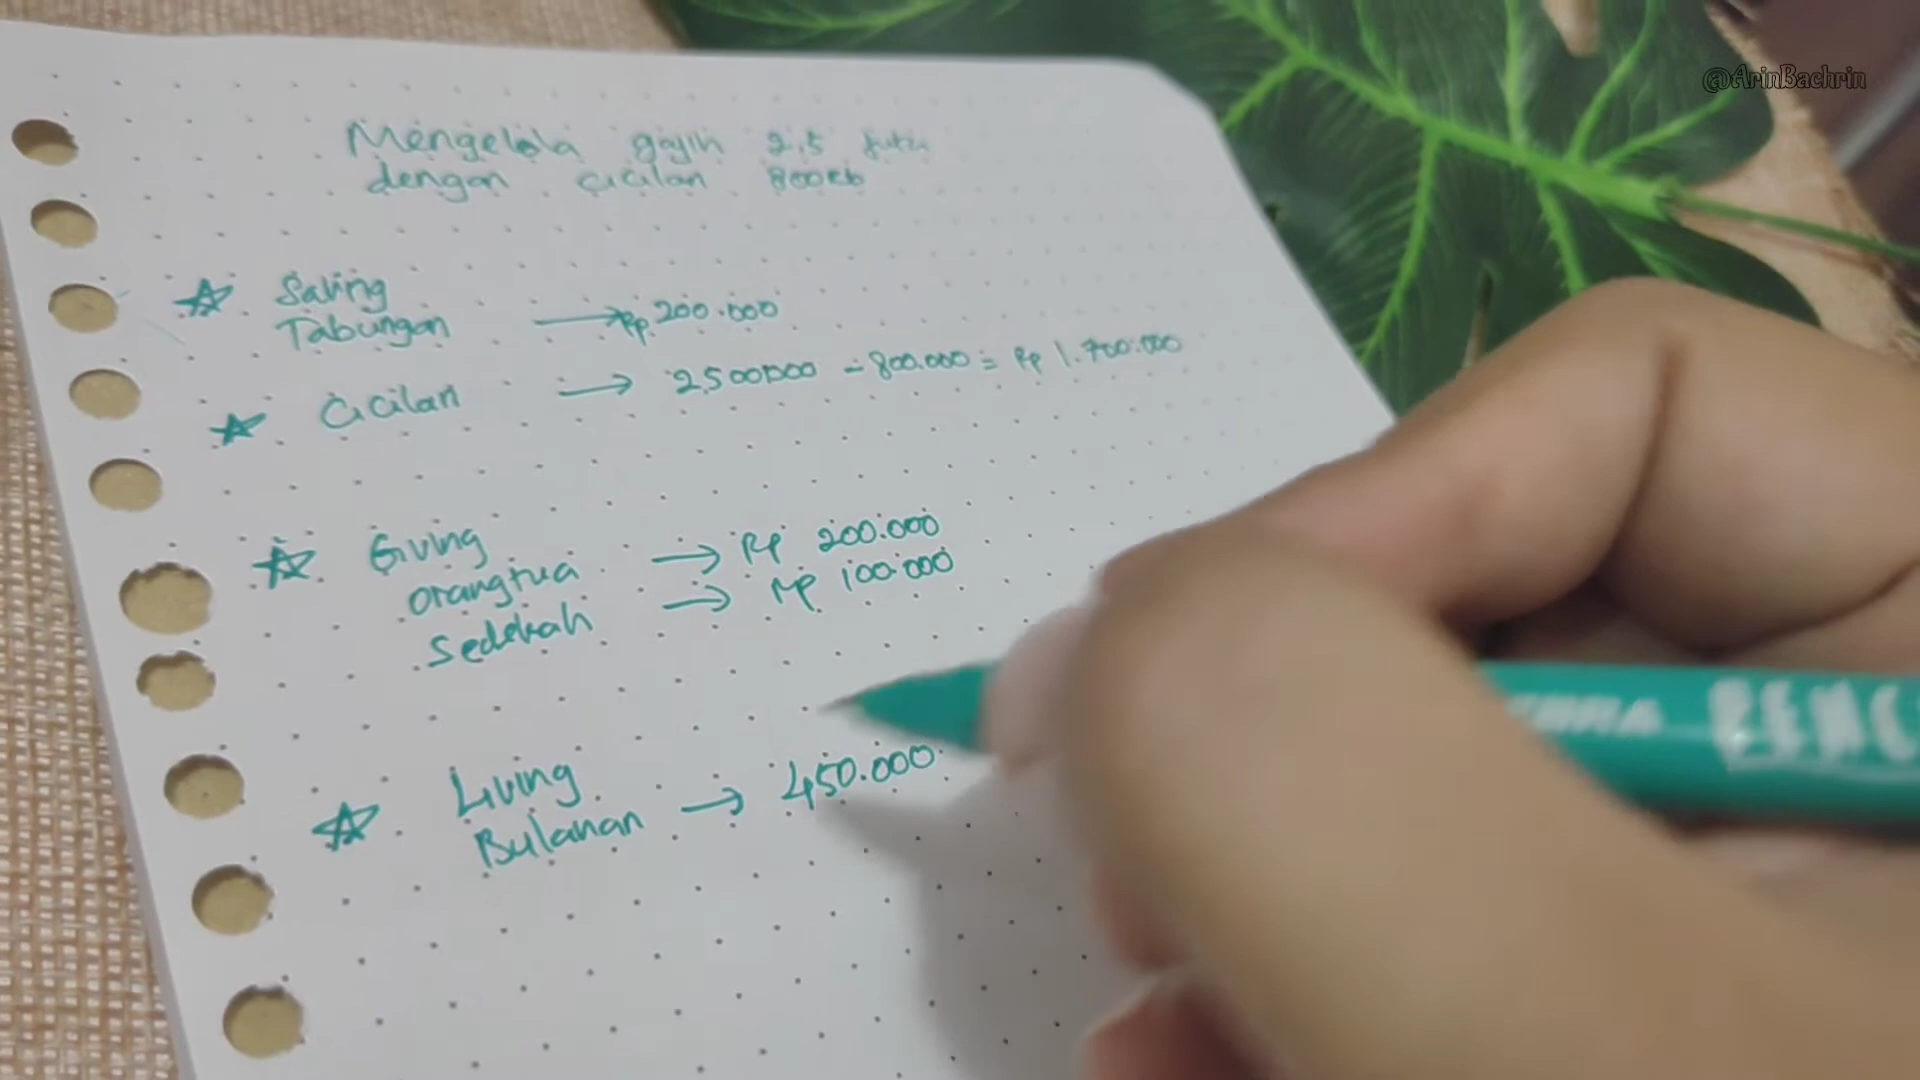 @ArinBachrin
Mengelola gajih 2,5 juta
dengan cicilan 800rb
Saving
Tabungan → Rp 200.000
Cicilan → 2.500.000 - 800.000 = Rp 1.700.000
Giving
Orangtua → Rp 200.000
Sedekah → Rp 100.000
Living
Bulanan → 450.000
ZEBRA